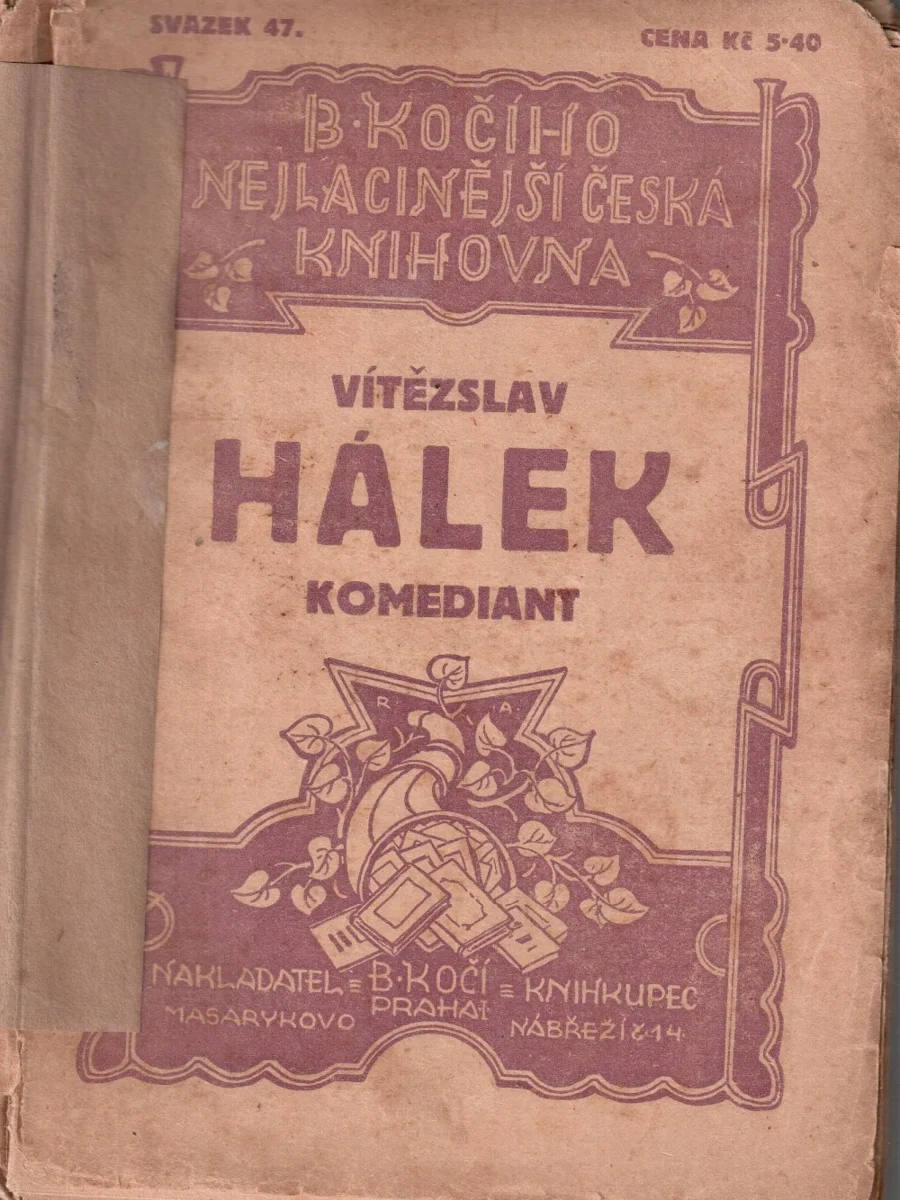 SVAZEK 47.
CENA Kč 5·40
B·KOČÍHO
NEJLACINĚJŠÍ ČESKÁ
KNIHOVNA
VÍTĚZSLAV
HÁLEK
KOMEDIANT
R V A
NAKLADATEL = B·KOČÍ = KNIHKUPEC
PRAHA I
MASARYKOVO NÁBŘEŽÍ č·14